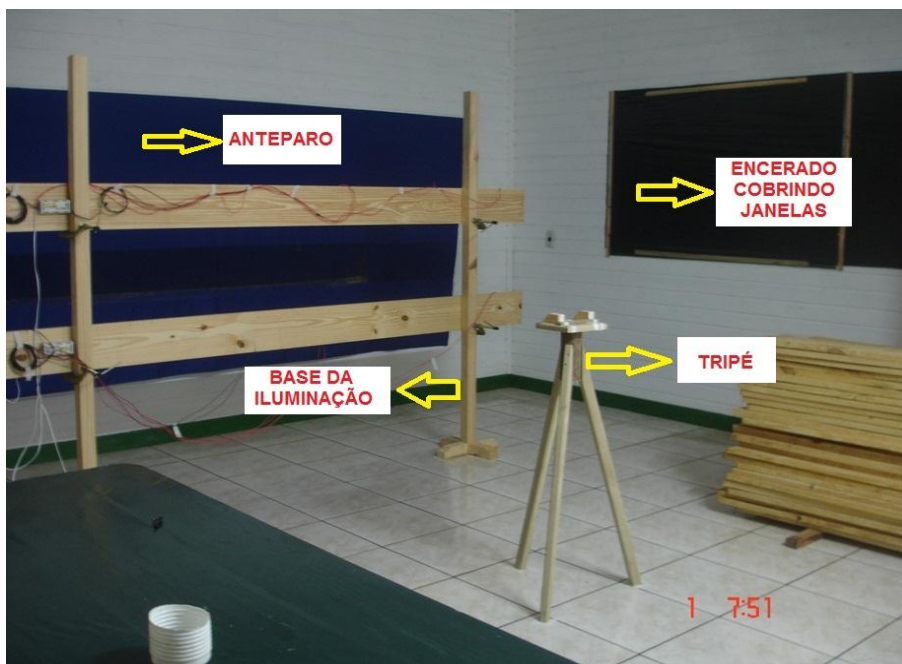 ANTEPARO
ENCERADO
COBRINDO
JANELAS
TRIPÉ
BASE DA
ILUMINAÇÃO
1 7:51